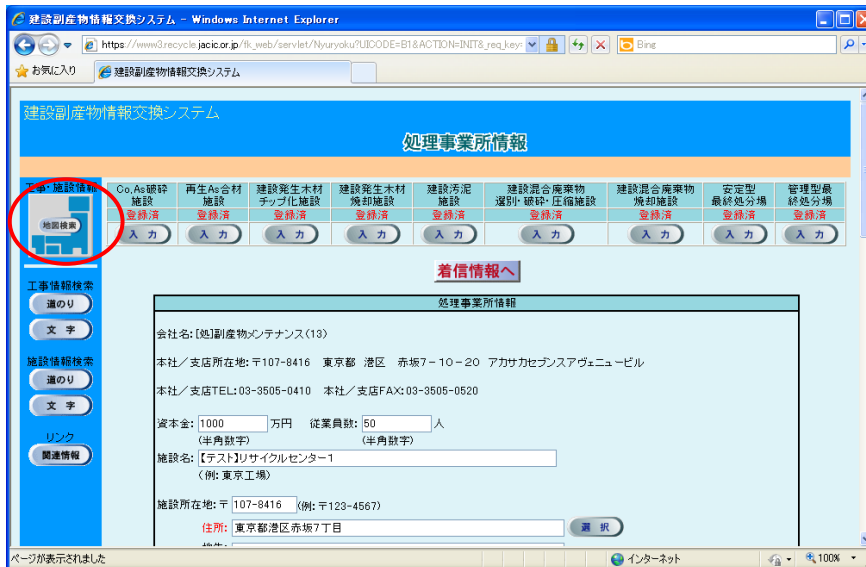 建設副産物情報交換システム - Windows Internet Explorer
https://www3.recycle.jacic.or.jp/fk_web/servlet/Nyuryoku?UICODE=B1&ACTION=INIT&_req_key=
Bing
お気に入り
建設副産物情報交換システム
建設副産物情報交換システム
処理事業所情報
工事・施設情報
地図検索
工事情報検索
道のり
文 字
施設情報検索
道のり
文 字
リンク
関連情報
Co,As破砕 再生As合材 建設発生木材 建設発生木材 建設汚泥 建設混合廃棄物 建設混合廃棄物 安定型 管理型最
施設 施設 チップ化施設 焼却施設 施設 選別・破砕・圧縮施設 焼却施設 最終処分場 終処分場
登録済 登録済 登録済 登録済 登録済 登録済 登録済 登録済 登録済
入 力 入 力 入 力 入 力 入 力 入 力 入 力 入 力 入 力
着信情報へ
処理事業所情報
会社名:[処]副産物メンテナンス(13)
本社/支店所在地:〒107-8416 東京都 港区 赤坂7-10-20 アカサカセブンスアヴェニュービル
本社/支店TEL:03-3505-0410 本社/支店FAX:03-3505-0520
資本金: 1000 万円 従業員数: 50 人
(半角数字) (半角数字)
施設名: 【テスト】リサイクルセンター1
(例:東京工場)
施設所在地:〒 107-8416 (例:〒123-4567)
住所: 東京都港区赤坂7丁目 選 択
ページが表示されました インターネット 100%